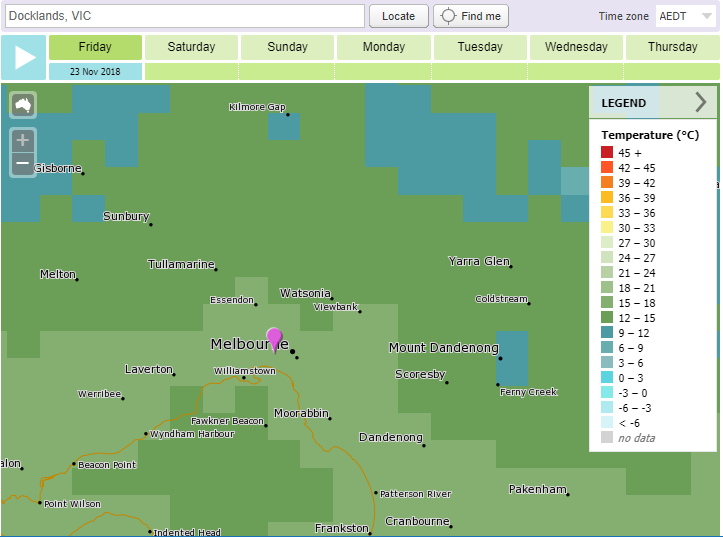 Docklands, VIC
Locate
Find me
Time zone
AEDT
Friday
Saturday
Sunday
Monday
Tuesday
Wednesday
Thursday
23 Nov 2018
LEGEND
Temperature (°C)
45 +
42 – 45
39 – 42
36 – 39
33 – 36
30 – 33
27 – 30
24 – 27
21 – 24
18 – 21
15 – 18
12 – 15
9 – 12
6 – 9
3 – 6
0 – 3
-3 – 0
-6 – -3
< -6
no data
Kilmore Gap
Gisborne
Sunbury
Tullamarine
Yarra Glen
Melton
Watsonia
Essendon
Viewbank
Coldstream
Melbourne
Mount Dandenong
Laverton
Williamstown
Scoresby
Werribee
Ferny Creek
Moorabbin
Fawkner Beacon
Wyndham Harbour
Dandenong
alon
Beacon Point
Pakenham
Patterson River
Point Wilson
Cranbourne
Frankston
Indented Head